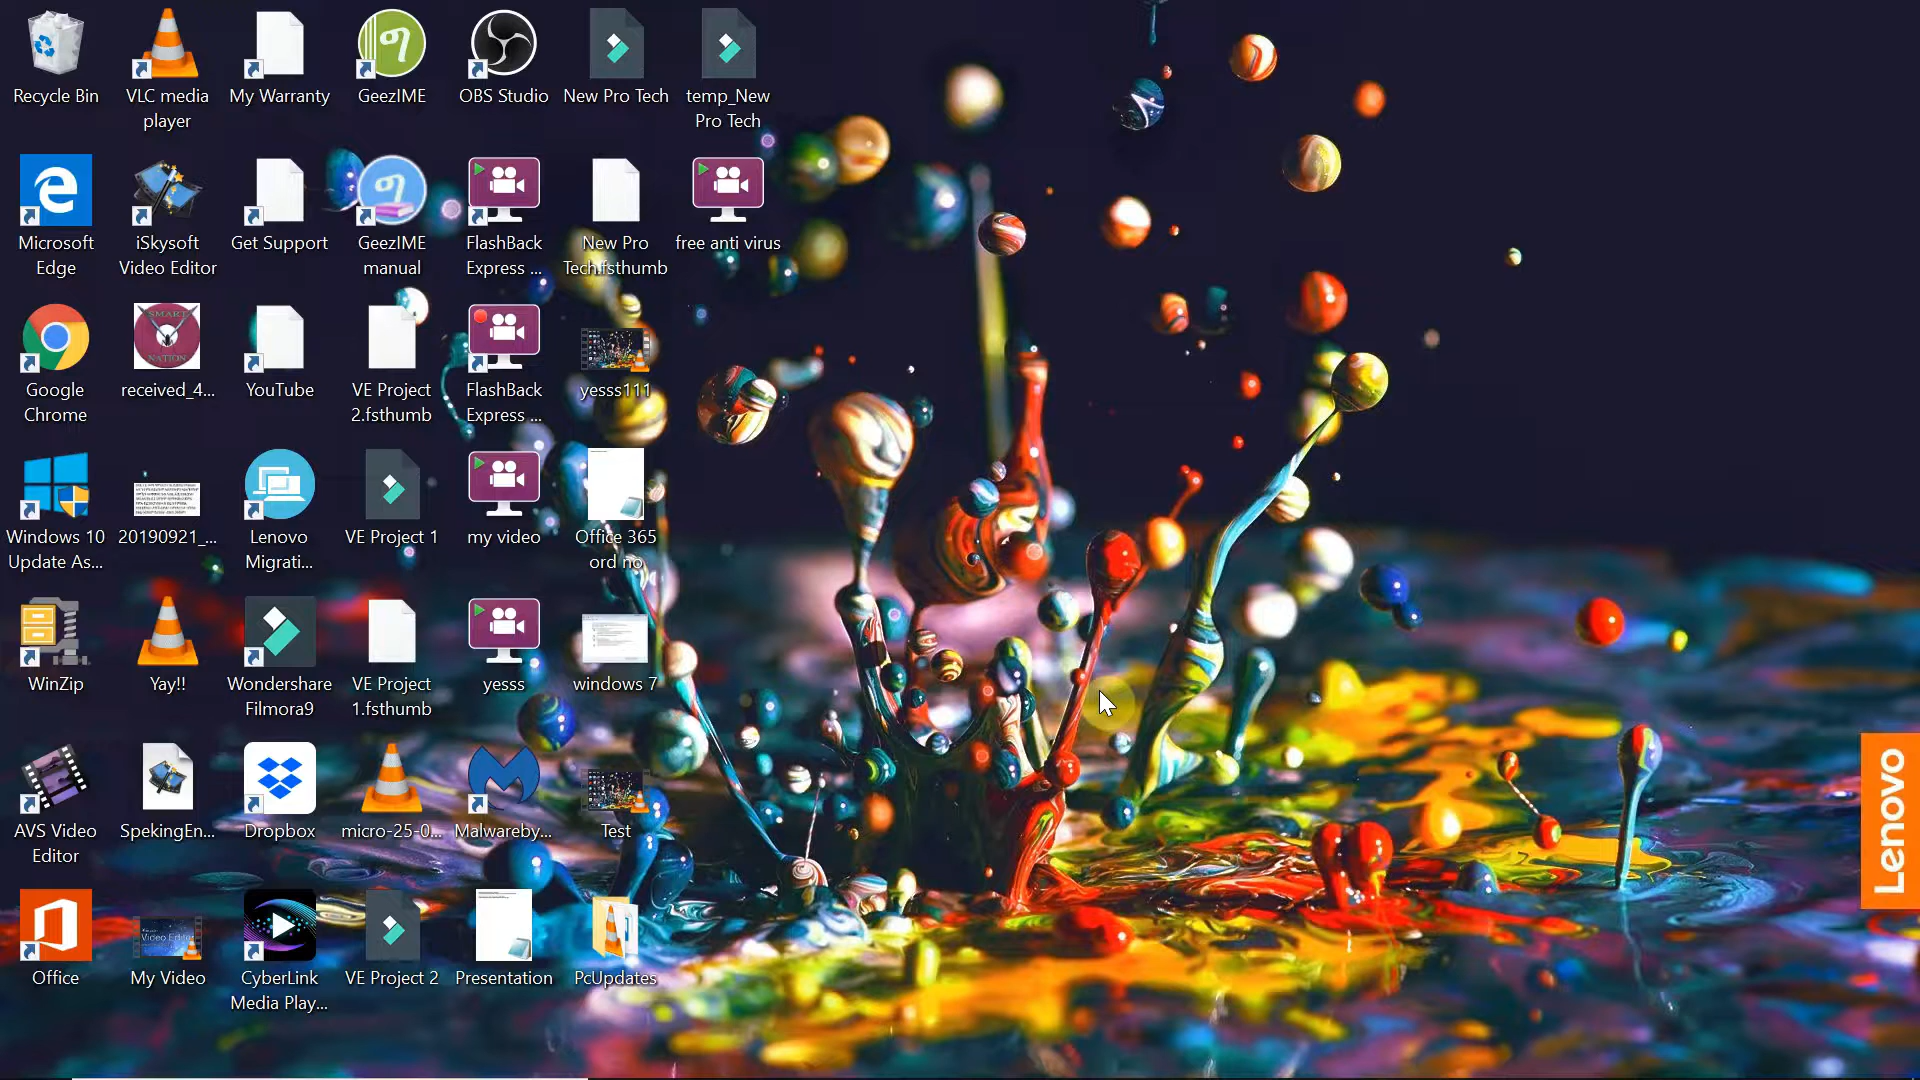 Recycle Bin
VLC media
player
My Warranty
GeezIME
OBS Studio
New Pro Tech
temp_New
Pro Tech
Microsoft
Edge
iSkysoft
Video Editor
Get Support
GeezIME
manual
FlashBack
Express ...
New Pro
Tech.fsthumb
free anti virus
Google
Chrome
SMART
NATION
received_4...
YouTube
VE Project
2.fsthumb
FlashBack
Express ...
yesss111
Windows 10
Update As...
20190921_...
Lenovo
Migrati...
VE Project 1
my video
Office 365
ord no
WinZip
Yay!!
Wondershare
Filmora9
VE Project
1.fsthumb
yesss
windows 7
AVS Video
Editor
SpekingEn...
Dropbox
micro-25-0...
Malwareby...
Test
Lenovo
Office
Video Editor
My Video
CyberLink
Media Play...
VE Project 2
Presentation
PcUpdates